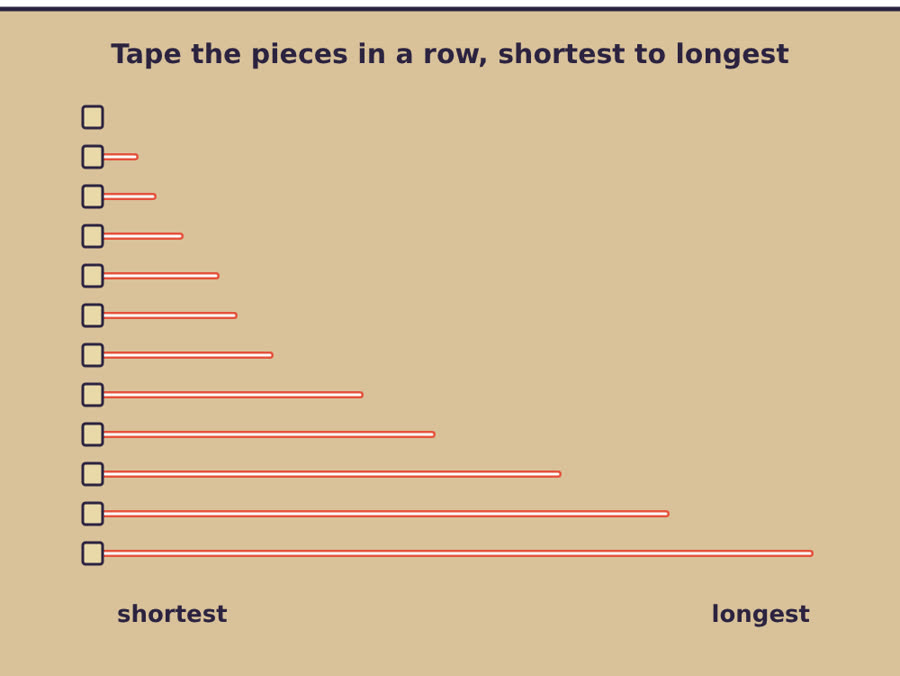 Tape the pieces in a row, shortest to longest
shortest
longest